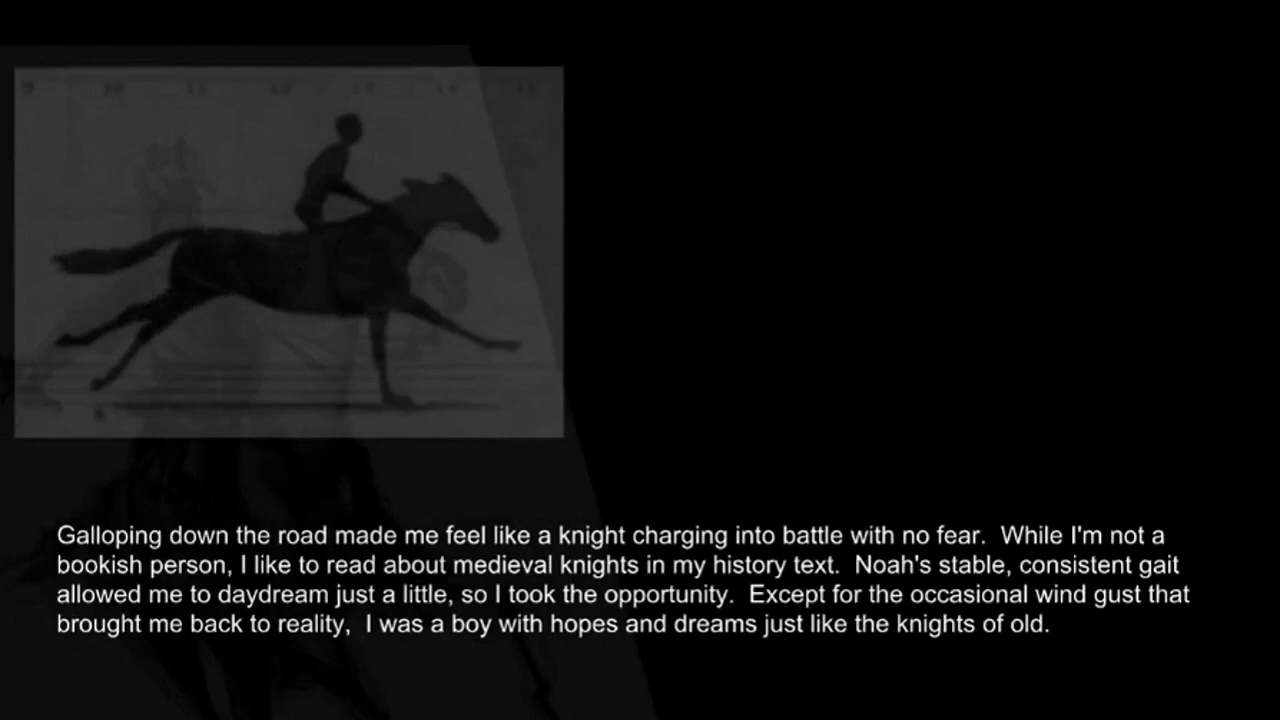 Galloping down the road made me feel like a knight charging into battle with no fear.  While I'm not a
bookish person, I like to read about medieval knights in my history text.  Noah's stable, consistent gait
allowed me to daydream just a little, so I took the opportunity.  Except for the occasional wind gust that
brought me back to reality,  I was a boy with hopes and dreams just like the knights of old.